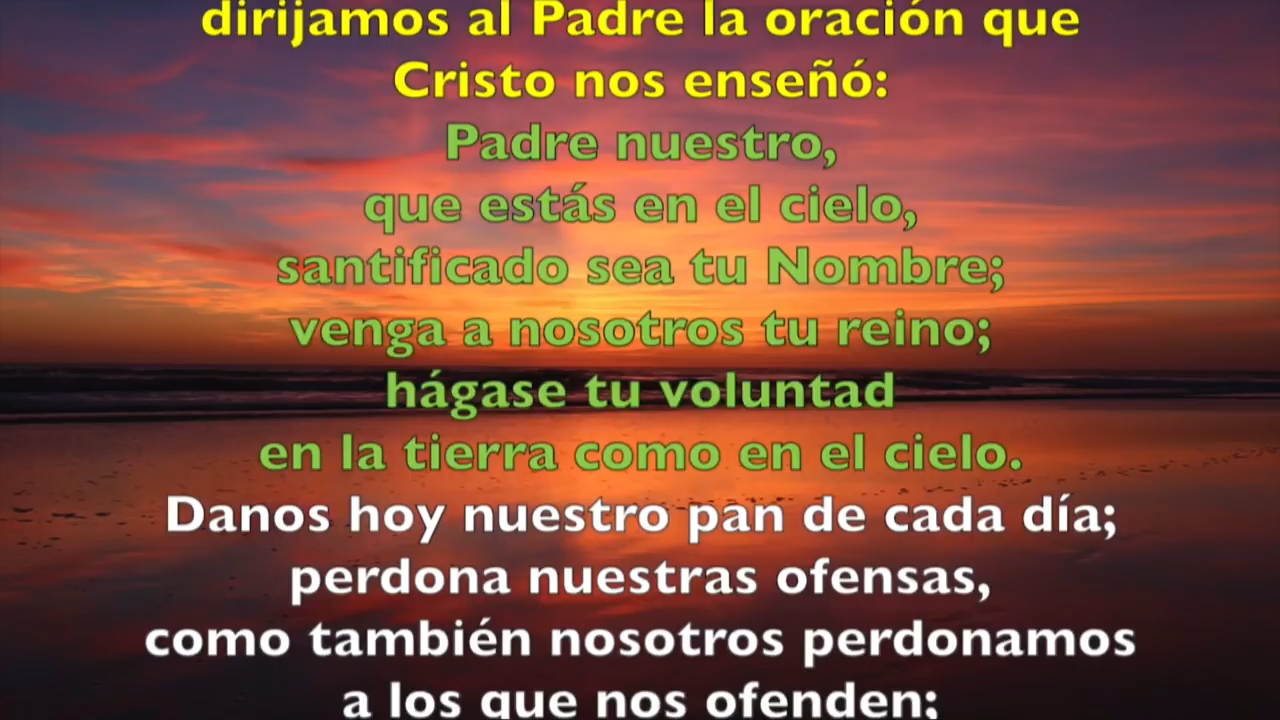 dirijamos al Padre la oración que
Cristo nos enseñó:
Padre nuestro,
que estás en el cielo,
santificado sea tu Nombre;
venga a nosotros tu reino;
hágase tu voluntad
en la tierra como en el cielo.
Danos hoy nuestro pan de cada día;
perdona nuestras ofensas,
como también nosotros perdonamos
a los que nos ofenden;